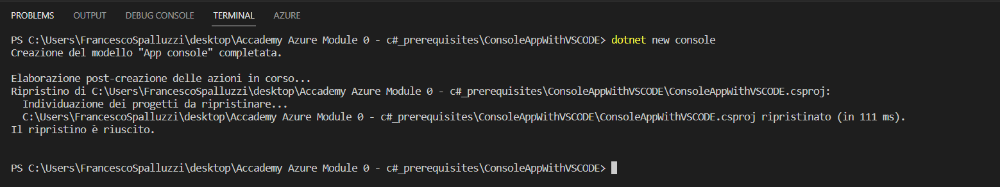 PROBLEMS OUTPUT DEBUG CONSOLE TERMINAL AZURE
PS C:\Users\FrancescoSpalluzzi\desktop\Accademy Azure Module 0 - c#_prerequisites\ConsoleAppWithVSCODE> dotnet new console
Creazione del modello "App console" completata.
Elaborazione post-creazione delle azioni in corso...
Ripristino di C:\Users\FrancescoSpalluzzi\desktop\Accademy Azure Module 0 - c#_prerequisites\ConsoleAppWithVSCODE\ConsoleAppWithVSCODE.csproj:
Individuazione dei progetti da ripristinare...
C:\Users\FrancescoSpalluzzi\desktop\Accademy Azure Module 0 - c#_prerequisites\ConsoleAppWithVSCODE\ConsoleAppWithVSCODE.csproj ripristinato (in 111 ms).
Il ripristino è riuscito.
PS C:\Users\FrancescoSpalluzzi\desktop\Accademy Azure Module 0 - c#_prerequisites\ConsoleAppWithVSCODE>